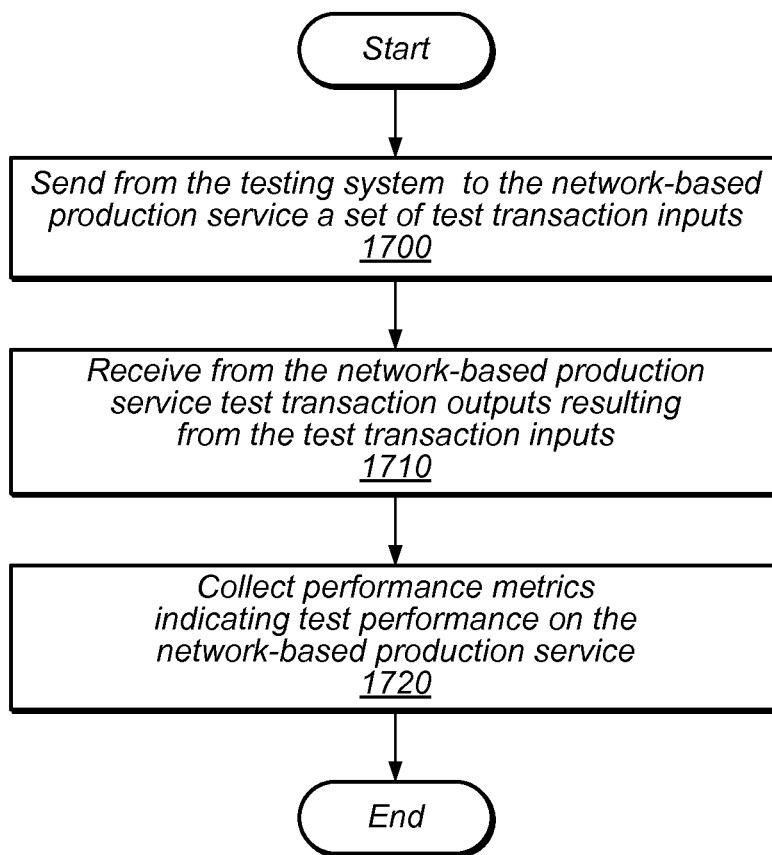 Start
Send from the testing system to the network-based
production service a set of test transaction inputs
1700
Receive from the network-based production
service test transaction outputs resulting
from the test transaction inputs
1710
Collect performance metrics
indicating test performance on the
network-based production service
1720
End